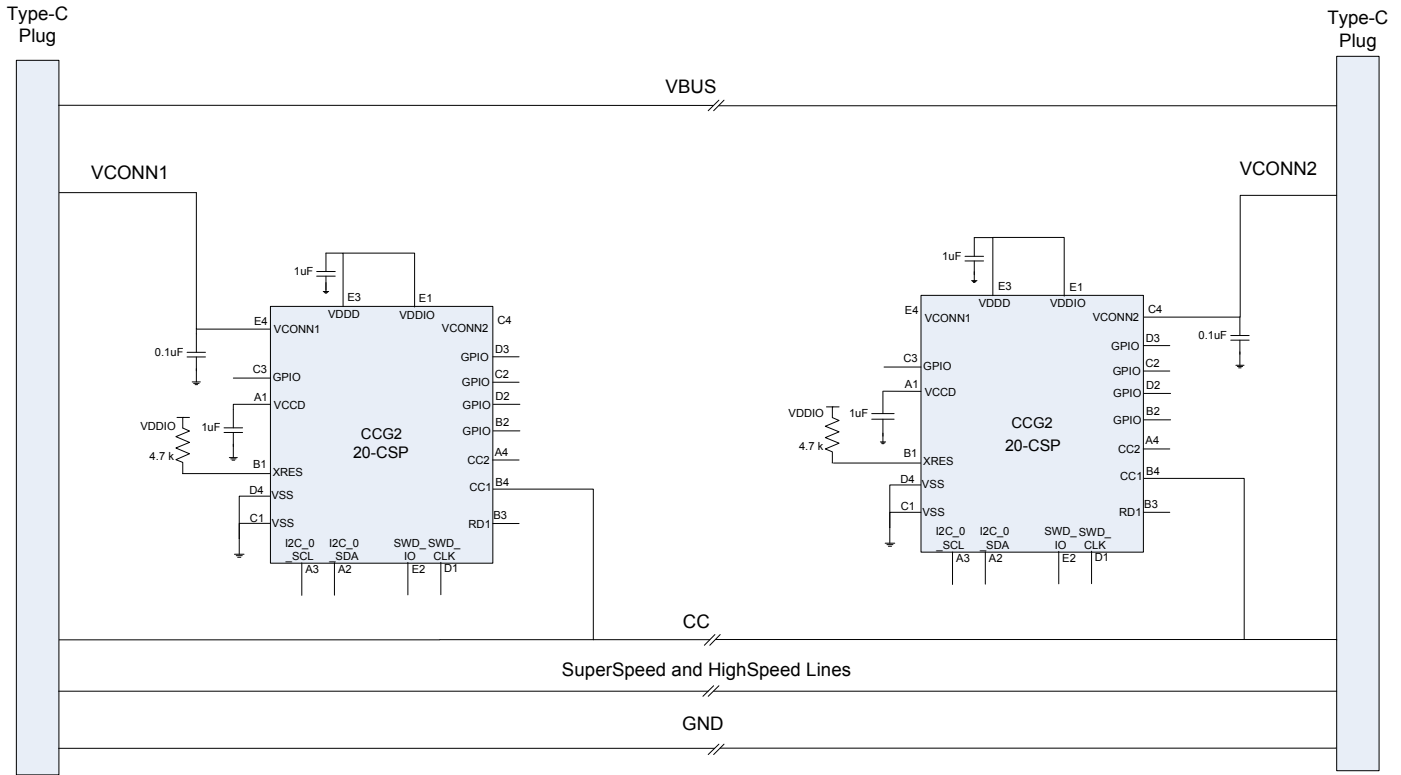 Type-C
Plug
Type-C
Plug
VBUS
VCONN1
VCONN2
1uF
E3
E1
VDDD
VDDIO
E4
VCONN1
VCONN2
C4
0.1uF
GPIO
D3
C3
GPIO
GPIO
C2
A1
VCCD
GPIO
D2
VDDIO
1uF
GPIO
B2
CCG2
20-CSP
4.7 k
CC2
A4
B1
XRES
CC1
B4
D4
VSS
C1
VSS
RD1
B3
I2C_0
_SCL
I2C_0
_SDA
SWD_
IO
SWD_
CLK
A3
A2
E2
D1
1uF
E3
E1
VDDD
VDDIO
E4
VCONN1
VCONN2
C4
0.1uF
GPIO
D3
C3
GPIO
GPIO
C2
A1
VCCD
GPIO
D2
VDDIO
1uF
GPIO
B2
CCG2
20-CSP
4.7 k
CC2
A4
B1
XRES
CC1
B4
D4
VSS
C1
VSS
RD1
B3
I2C_0
_SCL
I2C_0
_SDA
SWD_
IO
SWD_
CLK
A3
A2
E2
D1
CC
SuperSpeed and HighSpeed Lines
GND